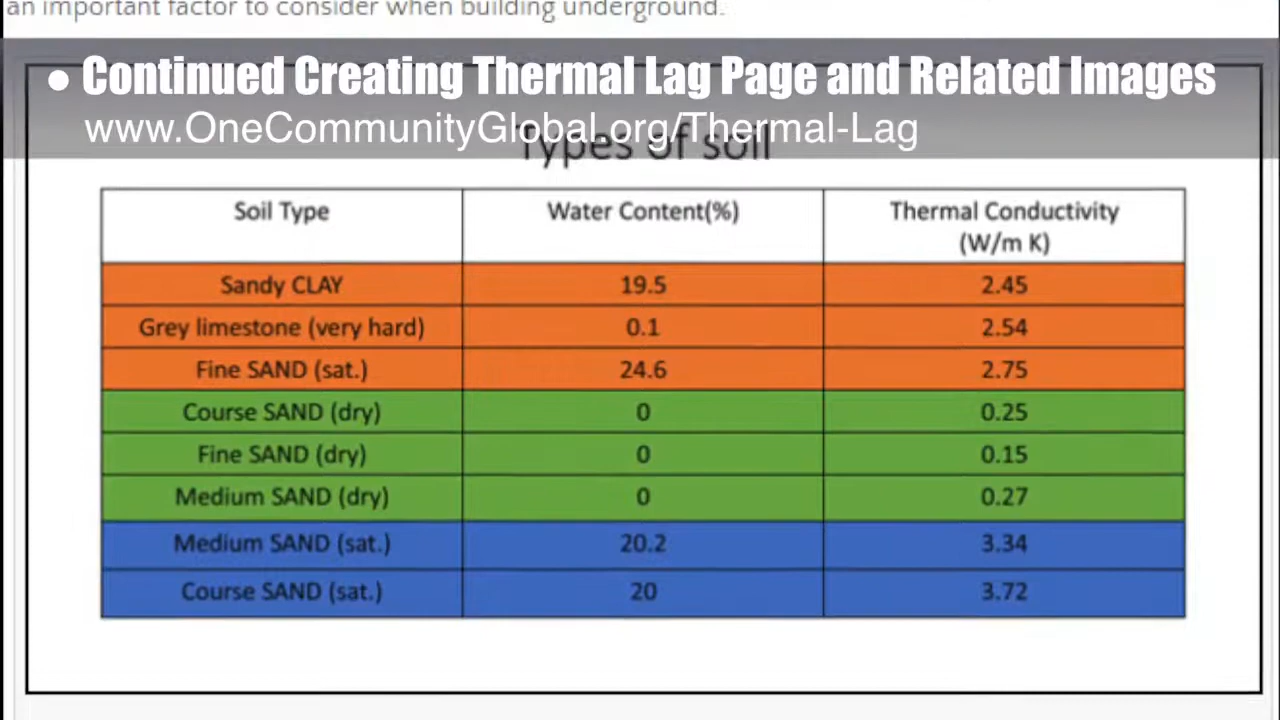 an important factor to consider when building underground.
• Continued Creating Thermal Lag Page and Related Images
www.OneCommunityGlobal.org/Thermal-Lag
Types of soil
Soil Type Water Content(%) Thermal Conductivity
(W/m K)
Sandy CLAY 19.5 2.45
Grey limestone (very hard) 0.1 2.54
Fine SAND (sat.) 24.6 2.75
Course SAND (dry) 0 0.25
Fine SAND (dry) 0 0.15
Medium SAND (dry) 0 0.27
Medium SAND (sat.) 20.2 3.34
Course SAND (sat.) 20 3.72